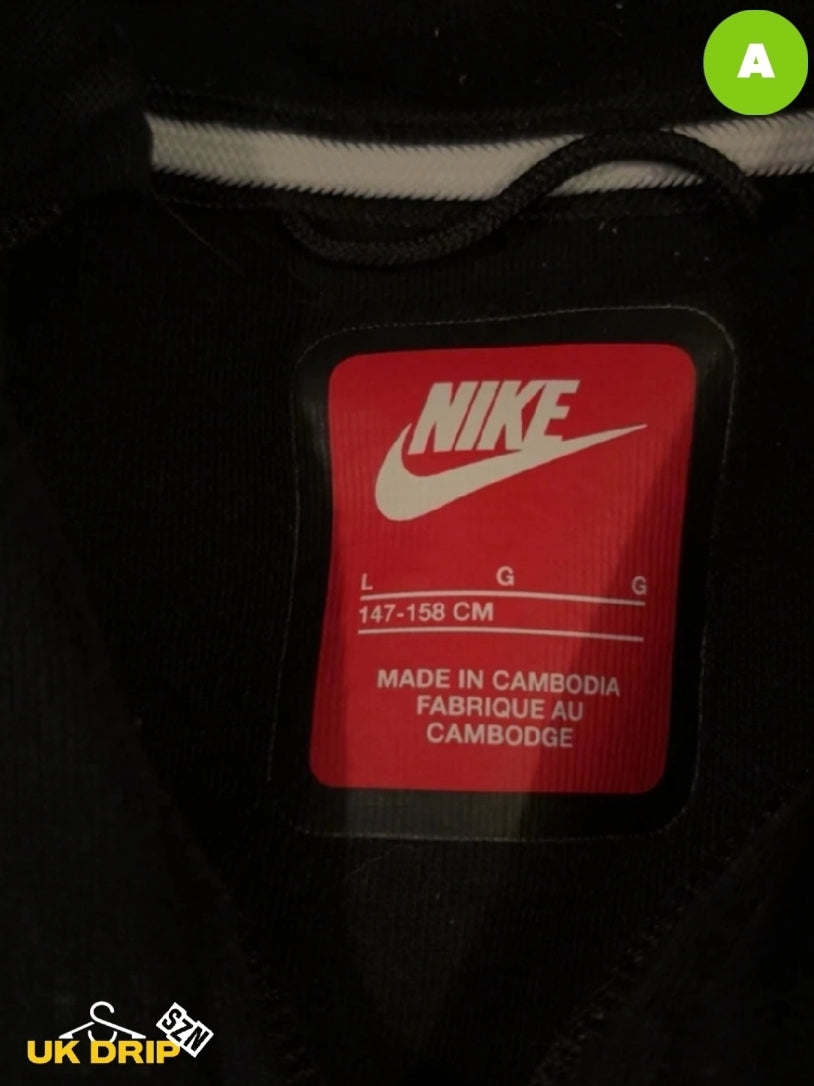 A
NIKE
L G G
147-158 CM
MADE IN CAMBODIA
FABRIQUE AU
CAMBODGE
SZN
UK DRIP